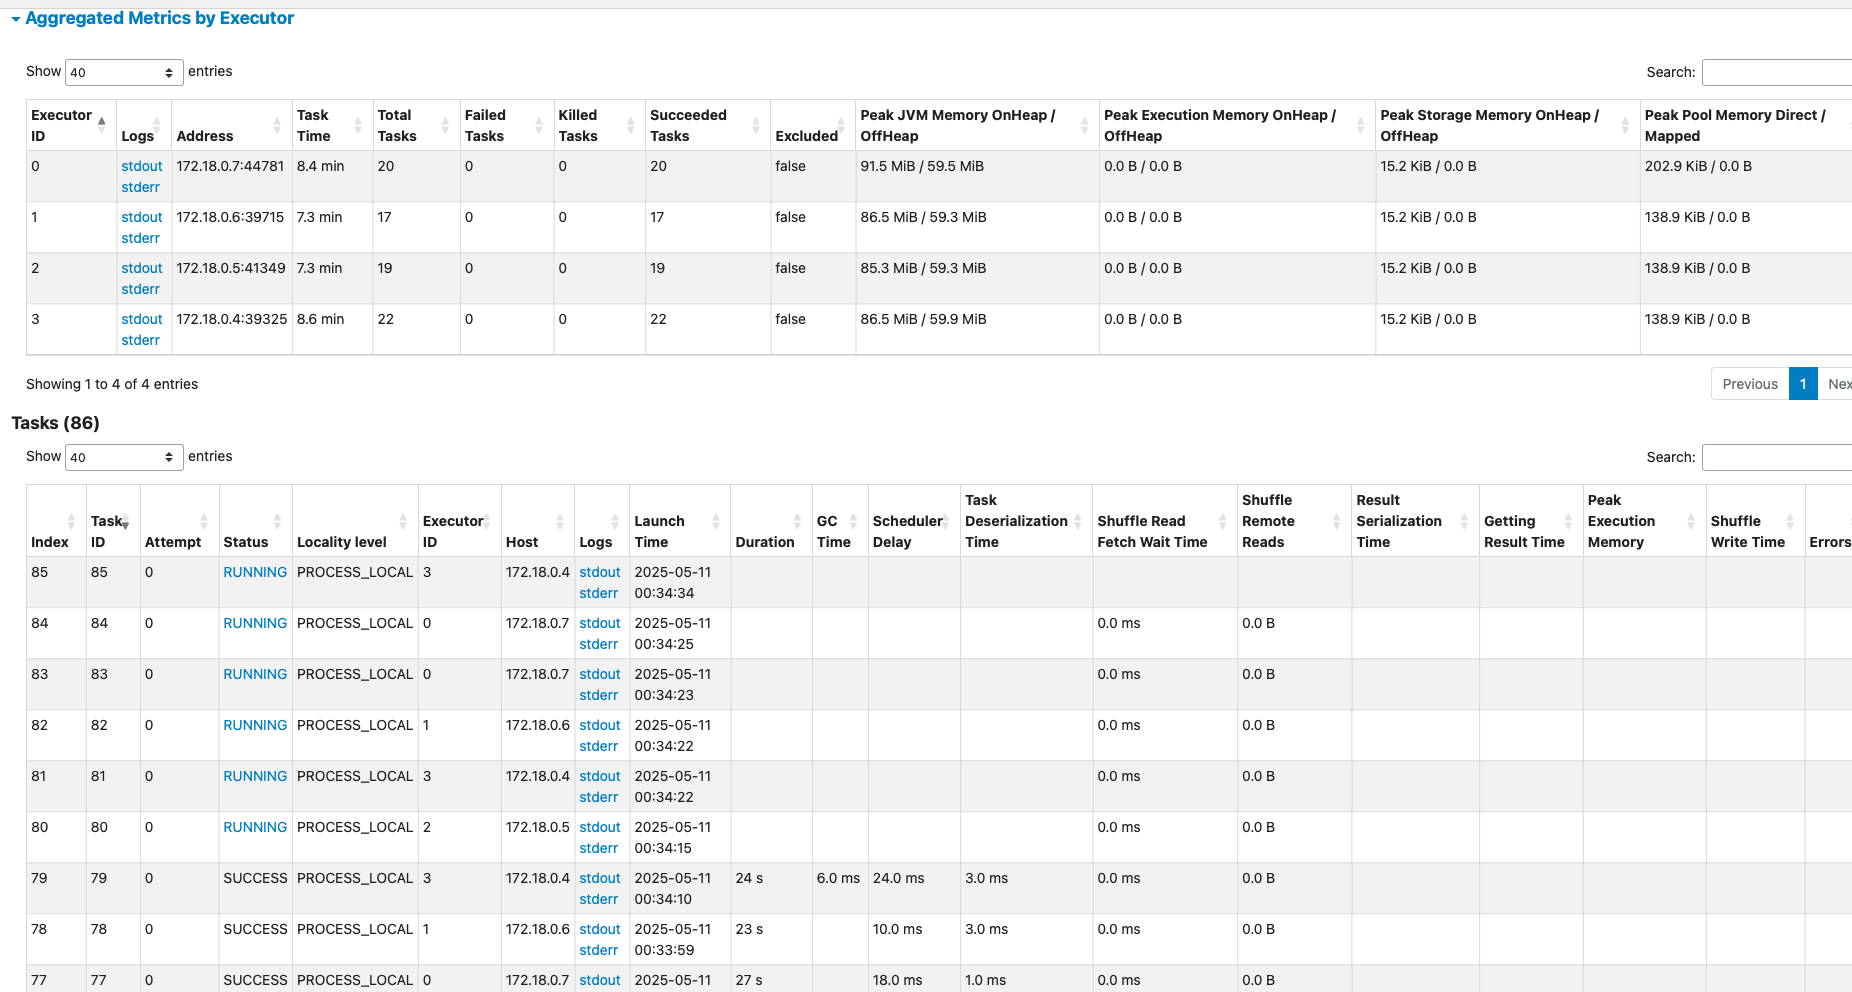 Aggregated Metrics by Executor
Show 40 entries
Search:
Executor ID Logs Address Task Time Total Tasks Failed Tasks Killed Tasks Succeeded Tasks Excluded Peak JVM Memory OnHeap / OffHeap Peak Execution Memory OnHeap / OffHeap Peak Storage Memory OnHeap / OffHeap Peak Pool Memory Direct / Mapped
0 stdout stderr 172.18.0.7:44781 8.4 min 20 0 0 20 false 91.5 MiB / 59.5 MiB 0.0 B / 0.0 B 15.2 KiB / 0.0 B 202.9 KiB / 0.0 B
1 stdout stderr 172.18.0.6:39715 7.3 min 17 0 0 17 false 86.5 MiB / 59.3 MiB 0.0 B / 0.0 B 15.2 KiB / 0.0 B 138.9 KiB / 0.0 B
2 stdout stderr 172.18.0.5:41349 7.3 min 19 0 0 19 false 85.3 MiB / 59.3 MiB 0.0 B / 0.0 B 15.2 KiB / 0.0 B 138.9 KiB / 0.0 B
3 stdout stderr 172.18.0.4:39325 8.6 min 22 0 0 22 false 86.5 MiB / 59.9 MiB 0.0 B / 0.0 B 15.2 KiB / 0.0 B 138.9 KiB / 0.0 B
Showing 1 to 4 of 4 entries
Previous 1 Nex
Tasks (86)
Show 40 entries
Search:
Index Task ID Attempt Status Locality level Executor ID Host Logs Launch Time Duration GC Time Scheduler Delay Task Deserialization Time Shuffle Read Fetch Wait Time Shuffle Remote Reads Result Serialization Time Getting Result Time Peak Execution Memory Shuffle Write Time Errors
85 85 0 RUNNING PROCESS_LOCAL 3 172.18.0.4 stdout stderr 2025-05-11 00:34:34
84 84 0 RUNNING PROCESS_LOCAL 0 172.18.0.7 stdout stderr 2025-05-11 00:34:25 0.0 ms 0.0 B
83 83 0 RUNNING PROCESS_LOCAL 0 172.18.0.7 stdout stderr 2025-05-11 00:34:23 0.0 ms 0.0 B
82 82 0 RUNNING PROCESS_LOCAL 1 172.18.0.6 stdout stderr 2025-05-11 00:34:22 0.0 ms 0.0 B
81 81 0 RUNNING PROCESS_LOCAL 3 172.18.0.4 stdout stderr 2025-05-11 00:34:22 0.0 ms 0.0 B
80 80 0 RUNNING PROCESS_LOCAL 2 172.18.0.5 stdout stderr 2025-05-11 00:34:15 0.0 ms 0.0 B
79 79 0 SUCCESS PROCESS_LOCAL 3 172.18.0.4 stdout stderr 2025-05-11 00:34:10 24 s 6.0 ms 24.0 ms 3.0 ms 0.0 ms 0.0 B
78 78 0 SUCCESS PROCESS_LOCAL 1 172.18.0.6 stdout stderr 2025-05-11 00:33:59 23 s 10.0 ms 3.0 ms 0.0 ms 0.0 B
77 77 0 SUCCESS PROCESS_LOCAL 0 172.18.0.7 stdout 2025-05-11 27 s 18.0 ms 1.0 ms 0.0 ms 0.0 B